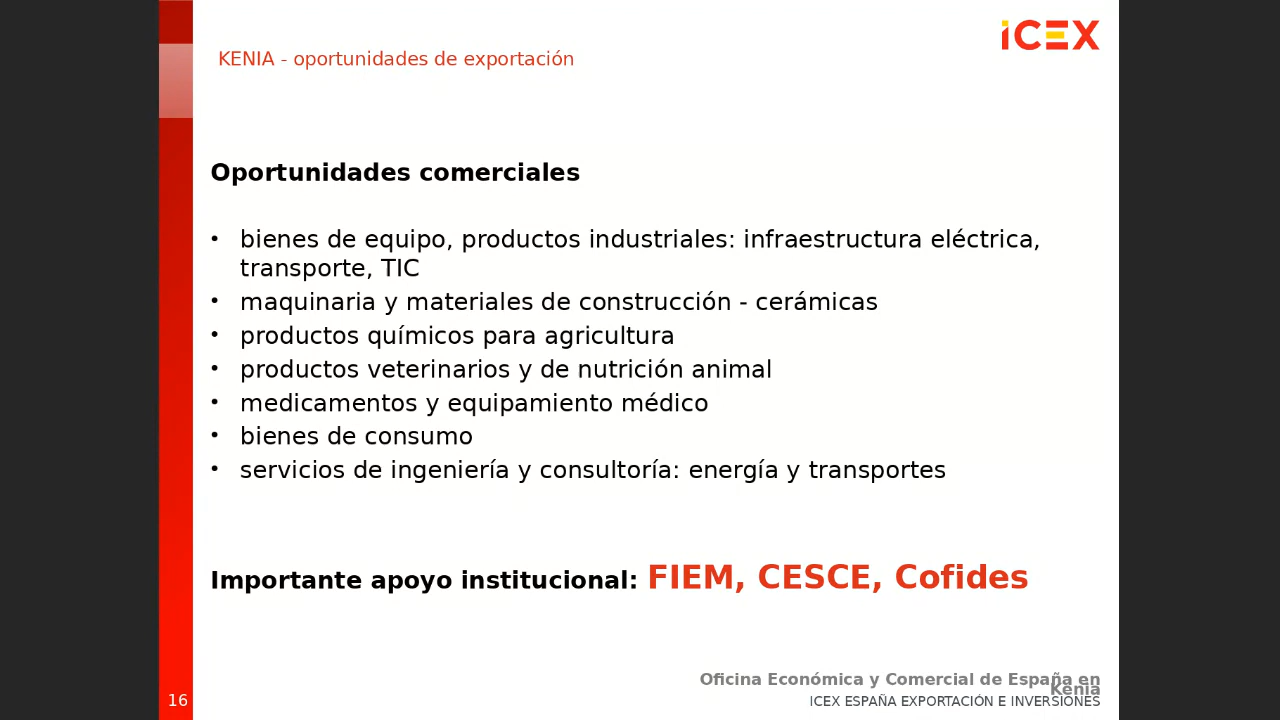 iCEX
KENIA - oportunidades de exportación
Oportunidades comerciales
• bienes de equipo, productos industriales: infraestructura eléctrica,
transporte, TIC
• maquinaria y materiales de construcción - cerámicas
• productos químicos para agricultura
• productos veterinarios y de nutrición animal
• medicamentos y equipamiento médico
• bienes de consumo
• servicios de ingeniería y consultoría: energía y transportes
Importante apoyo institucional: FIEM, CESCE, Cofides
Oficina Económica y Comercial de España en
Kenia
ICEX ESPAÑA EXPORTACIÓN E INVERSIONES
16